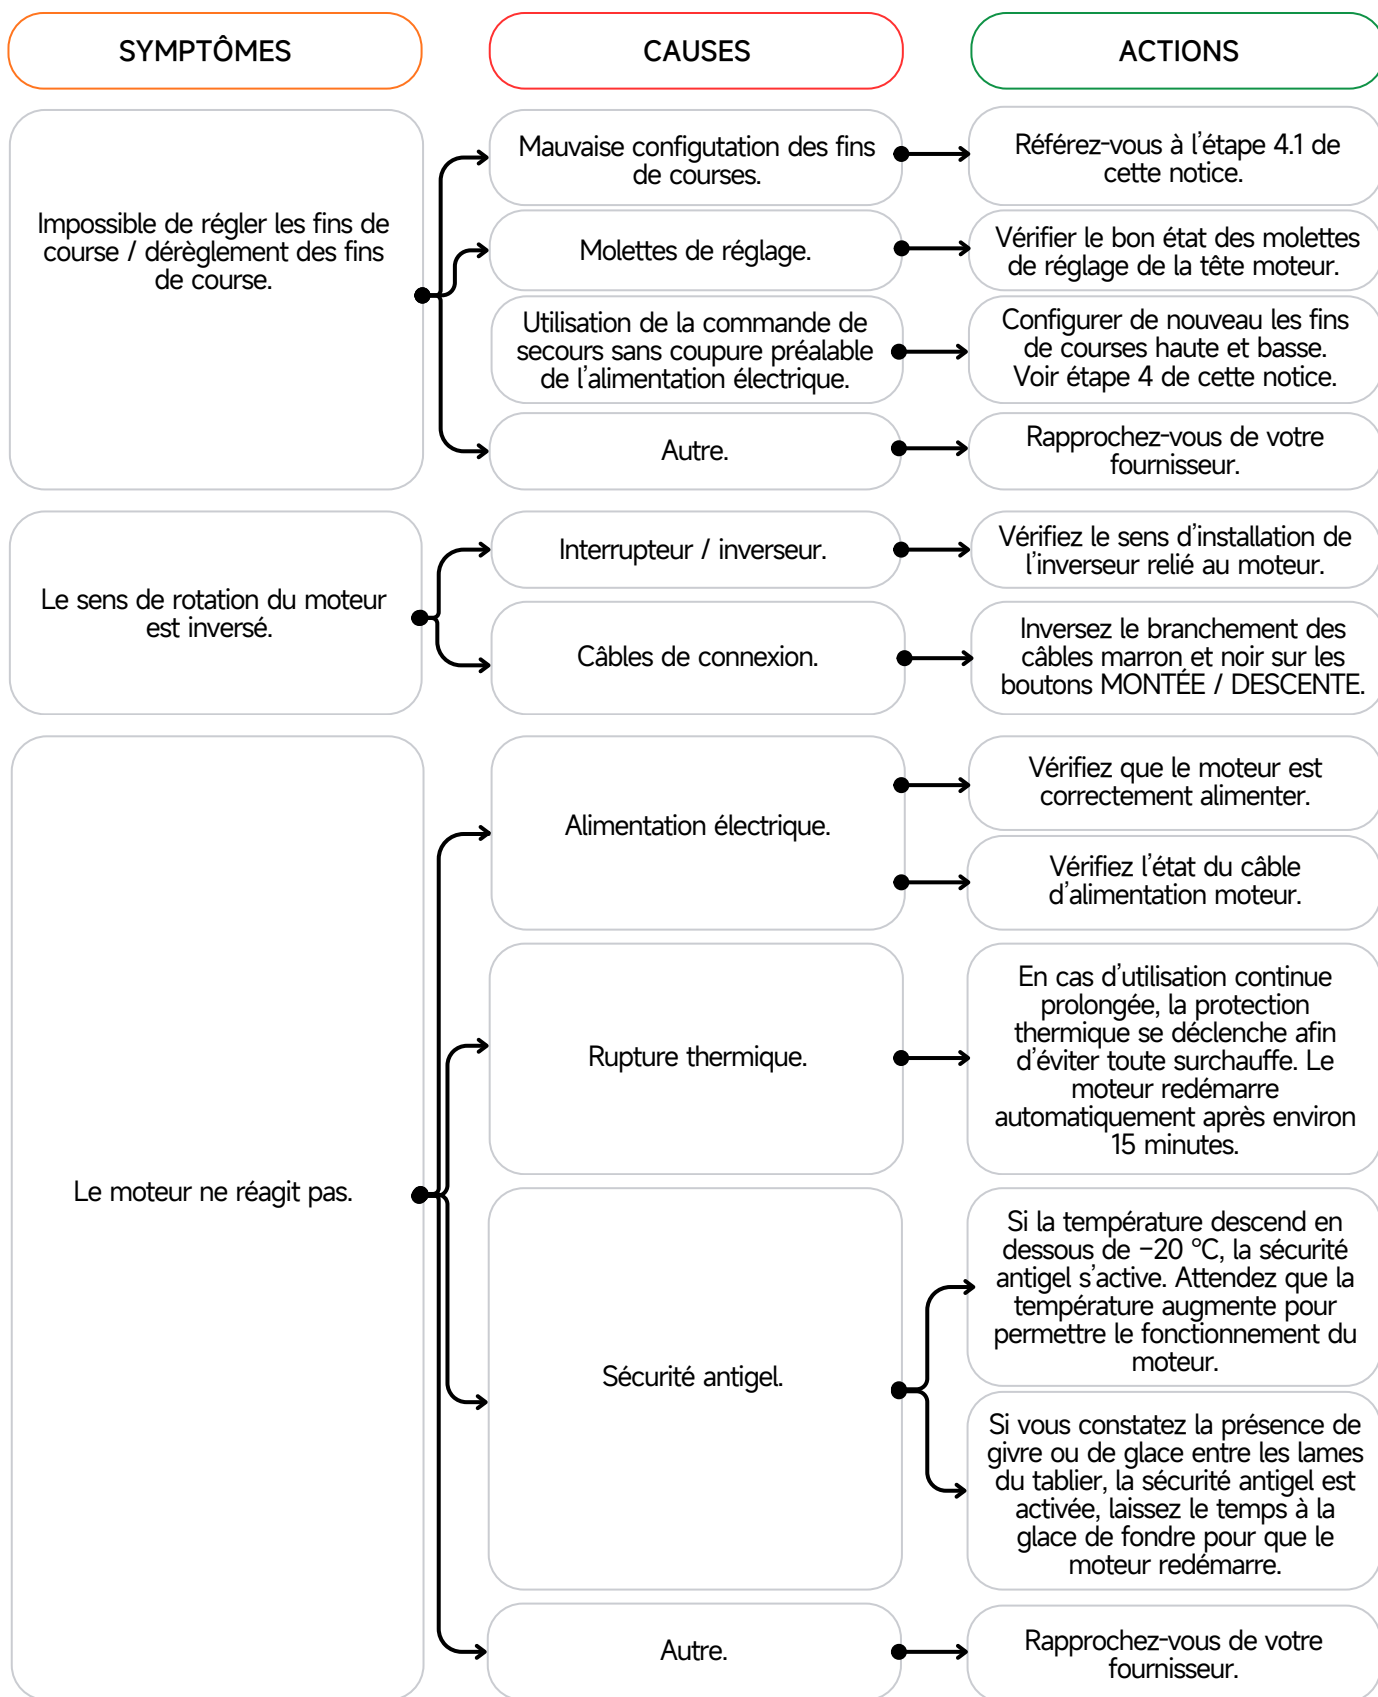 SYMPTÔMES
CAUSES
ACTIONS
Impossible de régler les fins de
course / dérèglement des fins
de course.
Mauvaise configutation des fins
de courses.
Référez-vous à l'étape 4.1 de
cette notice.
Molettes de réglage.
Vérifier le bon état des molettes
de réglage de la tête moteur.
Utilisation de la commande de
secours sans coupure préalable
de l'alimentation électrique.
Configurer de nouveau les fins
de courses haute et basse.
Voir étape 4 de cette notice.
Autre.
Rapprochez-vous de votre
fournisseur.
Le sens de rotation du moteur
est inversé.
Interrupteur / inverseur.
Vérifiez le sens d'installation de
l'inverseur relié au moteur.
Câbles de connexion.
Inversez le branchement des
câbles marron et noir sur les
boutons MONTÉE / DESCENTE.
Le moteur ne réagit pas.
Alimentation électrique.
Vérifiez que le moteur est
correctement alimenter.
Vérifiez l'état du câble
d'alimentation moteur.
Rupture thermique.
En cas d'utilisation continue
prolongée, la protection
thermique se déclenche afin
d'éviter toute surchauffe. Le
moteur redémarre
automatiquement après environ
15 minutes.
Sécurité antigel.
Si la température descend en
dessous de −20 °C, la sécurité
antigel s'active. Attendez que la
température augmente pour
permettre le fonctionnement du
moteur.
Si vous constatez la présence de
givre ou de glace entre les lames
du tablier, la sécurité antigel est
activée, laissez le temps à la
glace de fondre pour que le
moteur redémarre.
Autre.
Rapprochez-vous de votre
fournisseur.